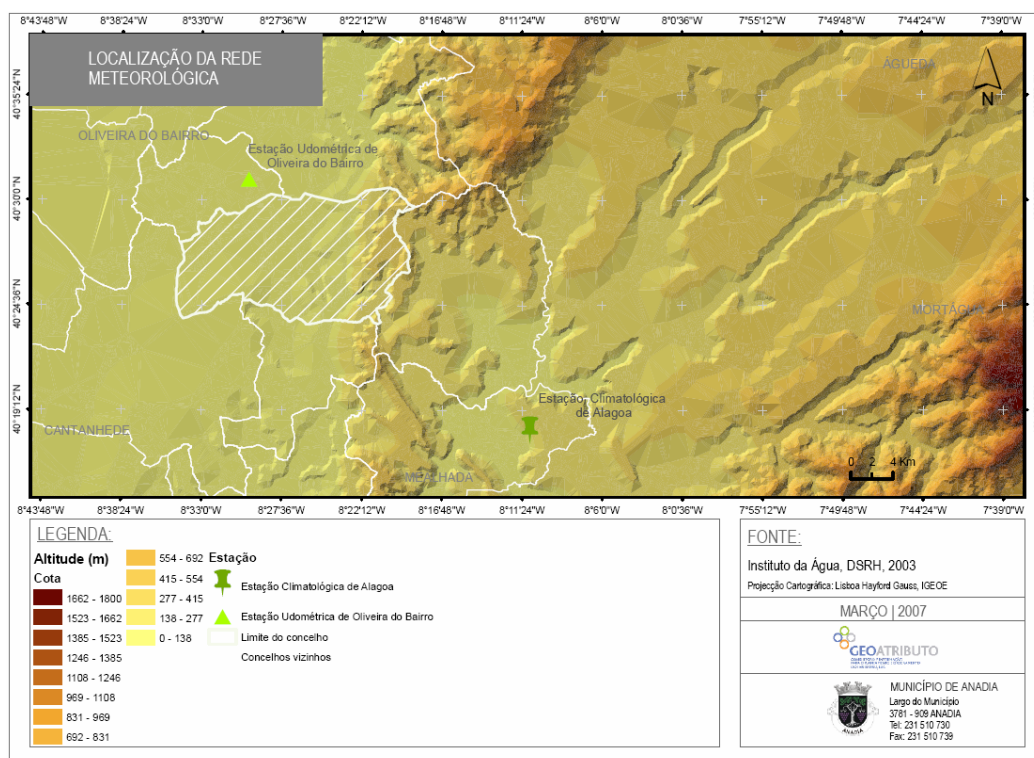 8°43'48"W 8°38'24"W 8°33'0"W 8°27'36"W 8°22'12"W 8°16'48"W 8°11'24"W 8°6'0"W 8°0'36"W 7°55'12"W 7°49'48"W 7°44'24"W 7°39'0"W
LOCALIZAÇÃO DA REDE
METEOROLÓGICA
ÁGUEDA
N
40°35'24"N
OLIVEIRA DO BAIRRO
Estação Udométrica de
Oliveira do Bairro
40°30'0"N
40°24'36"N
MORTÁGUA
40°19'12"N
Estação Climatológica
de Alagoa
CANTANHEDE
MEALHADA
0 2 4 Km
8°43'48"W 8°38'24"W 8°33'0"W 8°27'36"W 8°22'12"W 8°16'48"W 8°11'24"W 8°6'0"W 8°0'36"W 7°55'12"W 7°49'48"W 7°44'24"W 7°39'0"W
LEGENDA:
Altitude (m)
Cota
1662 - 1800
1523 - 1662
1385 - 1523
1246 - 1385
1108 - 1246
969 - 1108
831 - 969
692 - 831
554 - 692
415 - 554
277 - 415
138 - 277
0 - 138
Estação
Estação Climatológica de Alagoa
Estação Udométrica de Oliveira do Bairro
Limite do concelho
Concelhos vizinhos
FONTE:
Instituto da Água, DSRH, 2003
Projecção Cartográfica: Lisboa Hayford Gauss, IGEOE
MARÇO | 2007
GEOATRIBUTO
MUNICÍPIO DE ANADIA
Largo do Município
3781 - 909 ANADIA
Tel: 231 510 730
Fax: 231 510 739
ANADIA